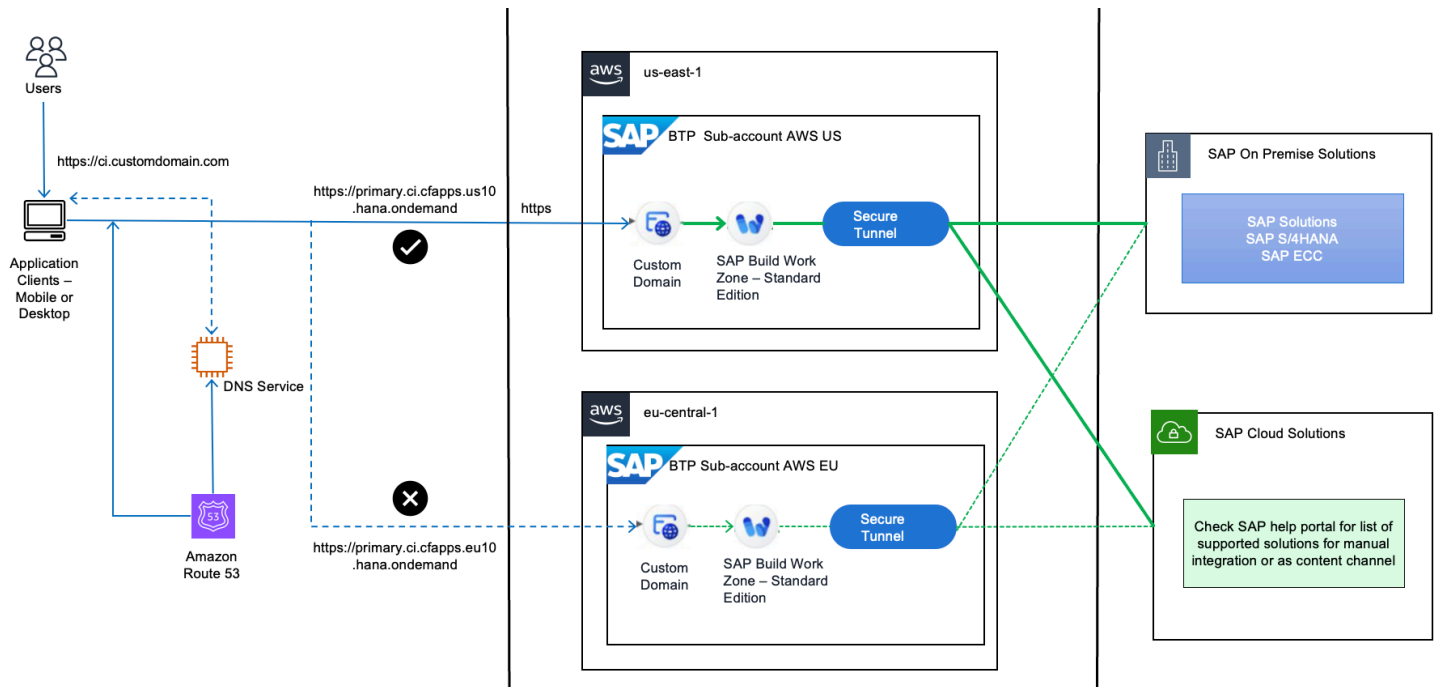 Users
https://ci.customdomain.com
Application
Clients –
Mobile or
Desktop
DNS Service
53
Amazon
Route 53
https://primary.ci.cfapps.us10
.hana.ondemand
https
https://primary.ci.cfapps.eu10
.hana.ondemand
aws
us-east-1
SAP
BTP Sub-account AWS US
Custom
Domain
SAP Build Work
Zone – Standard
Edition
Secure
Tunnel
aws
eu-central-1
SAP
BTP Sub-account AWS EU
Custom
Domain
SAP Build Work
Zone – Standard
Edition
Secure
Tunnel
SAP On Premise Solutions
SAP Solutions
SAP S/4HANA
SAP ECC
SAP Cloud Solutions
Check SAP help portal for list of
supported solutions for manual
integration or as content channel